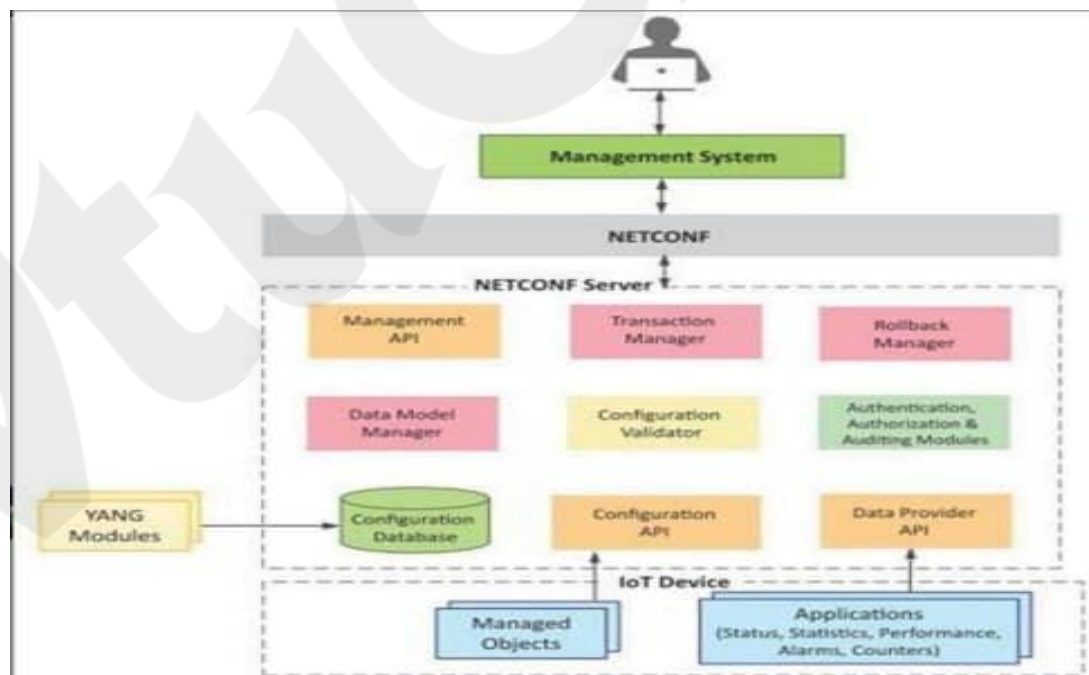 Management System
NETCONF
NETCONF Server
Management
API
Transaction
Manager
Rollback
Manager
Data Model
Manager
Configuration
Validator
Authentication,
Authorization &
Auditing Modules
YANG
Modules
Configuration
Database
Configuration
API
Data Provider
API
IoT Device
Managed
Objects
Applications
(Status, Statistics, Performance,
Alarms, Counters)